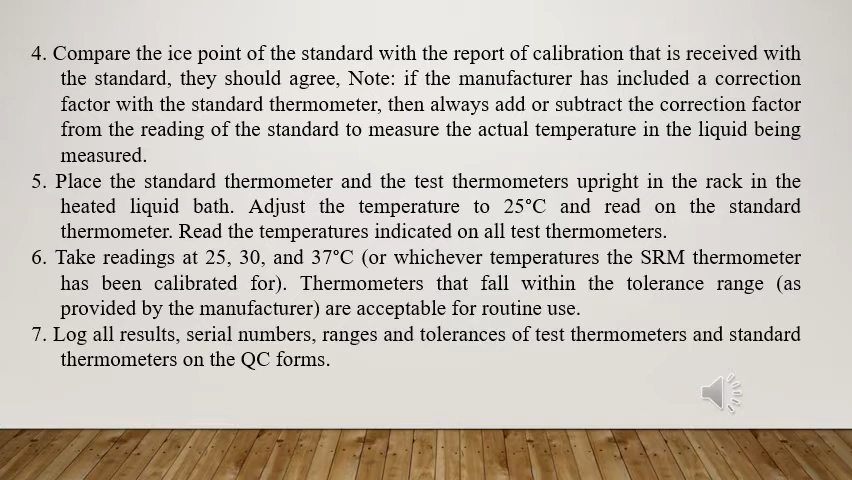 4. Compare the ice point of the standard with the report of calibration that is received with
the standard, they should agree, Note: if the manufacturer has included a correction
factor with the standard thermometer, then always add or subtract the correction factor
from the reading of the standard to measure the actual temperature in the liquid being
measured.
5. Place the standard thermometer and the test thermometers upright in the rack in the
heated liquid bath. Adjust the temperature to 25°C and read on the standard
thermometer. Read the temperatures indicated on all test thermometers.
6. Take readings at 25, 30, and 37°C (or whichever temperatures the SRM thermometer
has been calibrated for). Thermometers that fall within the tolerance range (as
provided by the manufacturer) are acceptable for routine use.
7. Log all results, serial numbers, ranges and tolerances of test thermometers and standard
thermometers on the QC forms.